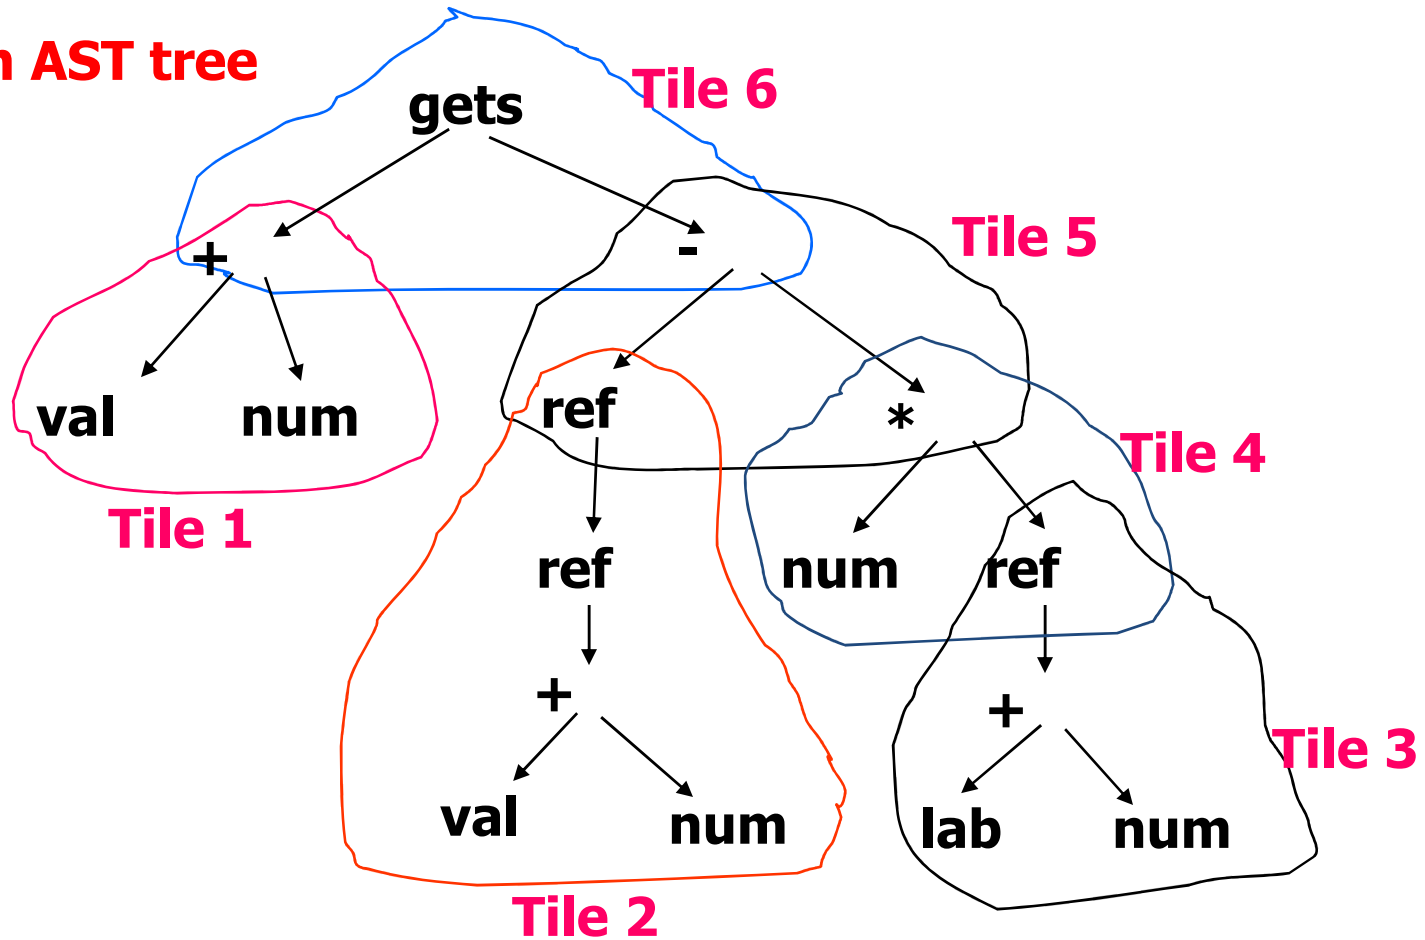 n AST tree
Tile 6
gets
+
-
Tile 5
val
num
ref
*
Tile 4
Tile 1
ref
num
ref
+
+
Tile 3
val
num
lab
num
Tile 2